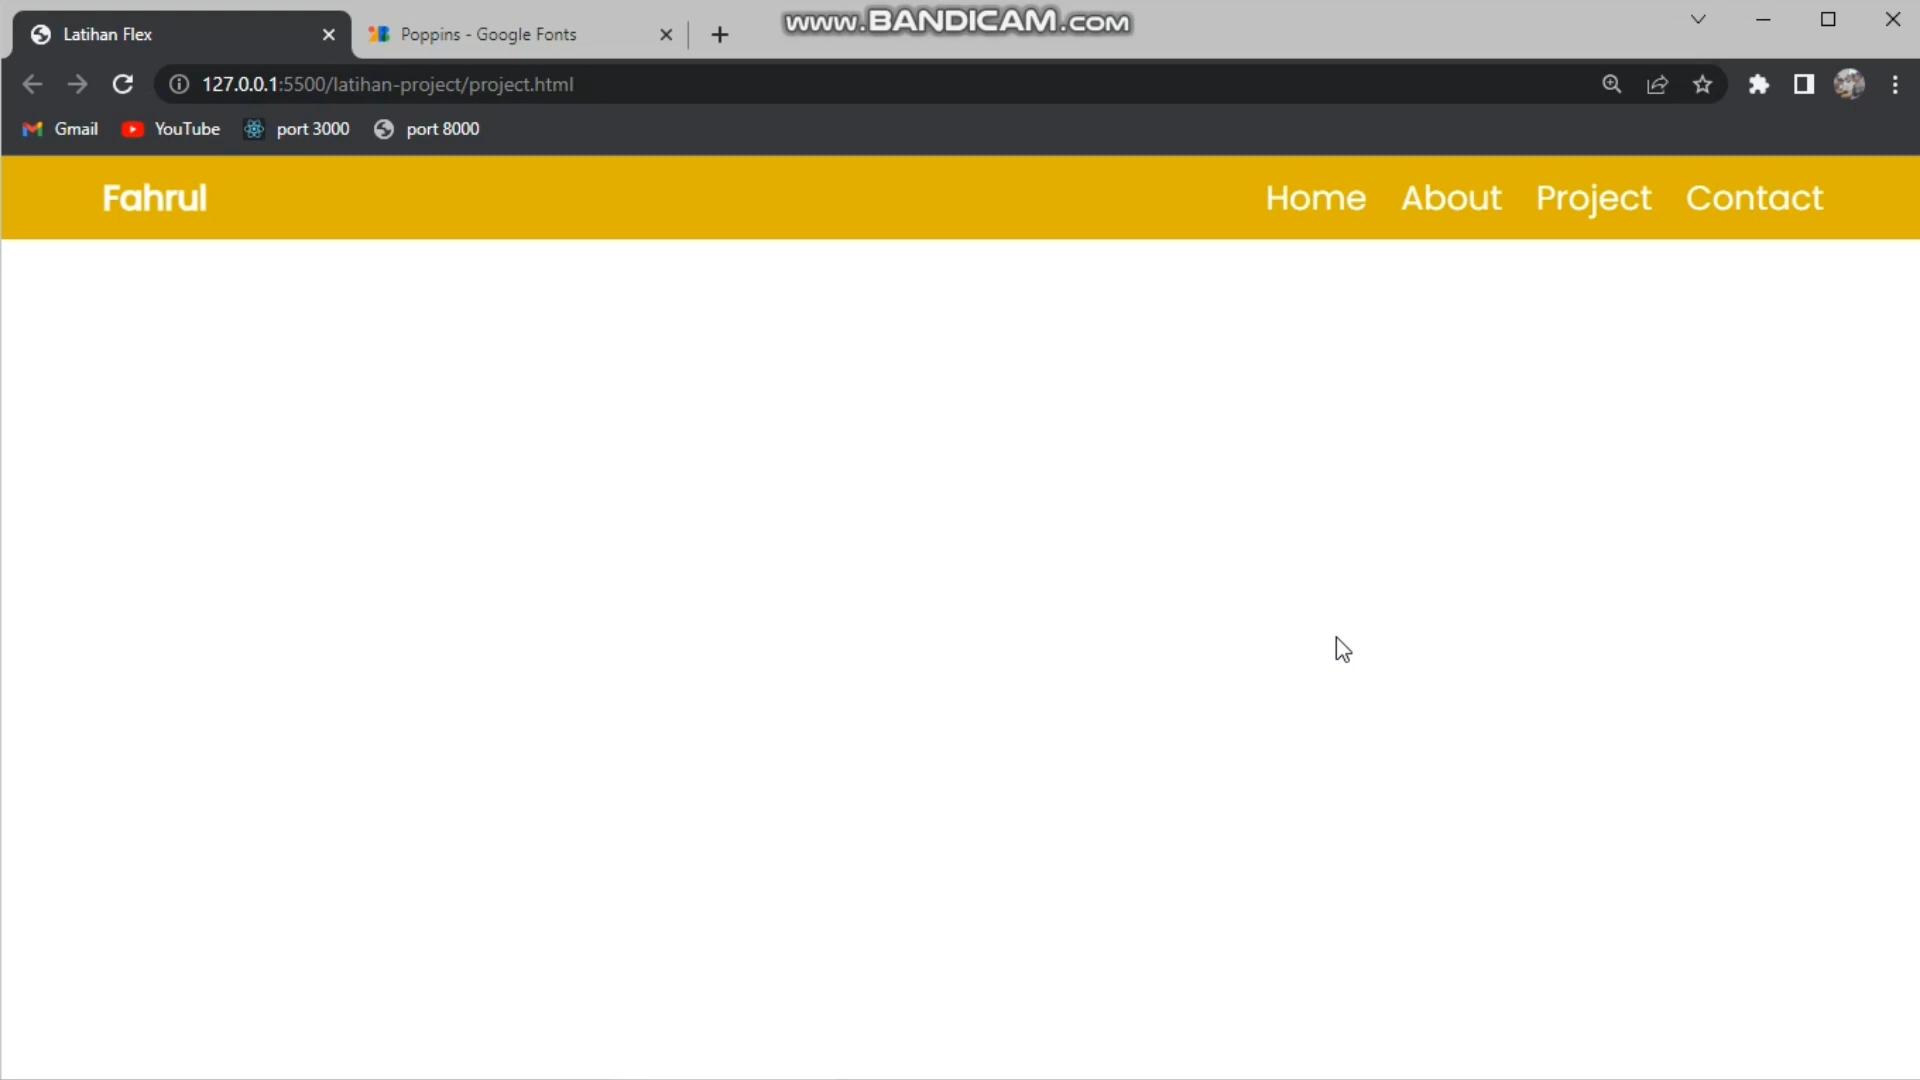 www.BANDICAM.com
Latihan Flex
Poppins - Google Fonts
127.0.0.1:5500/latihan-project/project.html
Gmail
YouTube
port 3000
port 8000
Fahrul
Home
About
Project
Contact